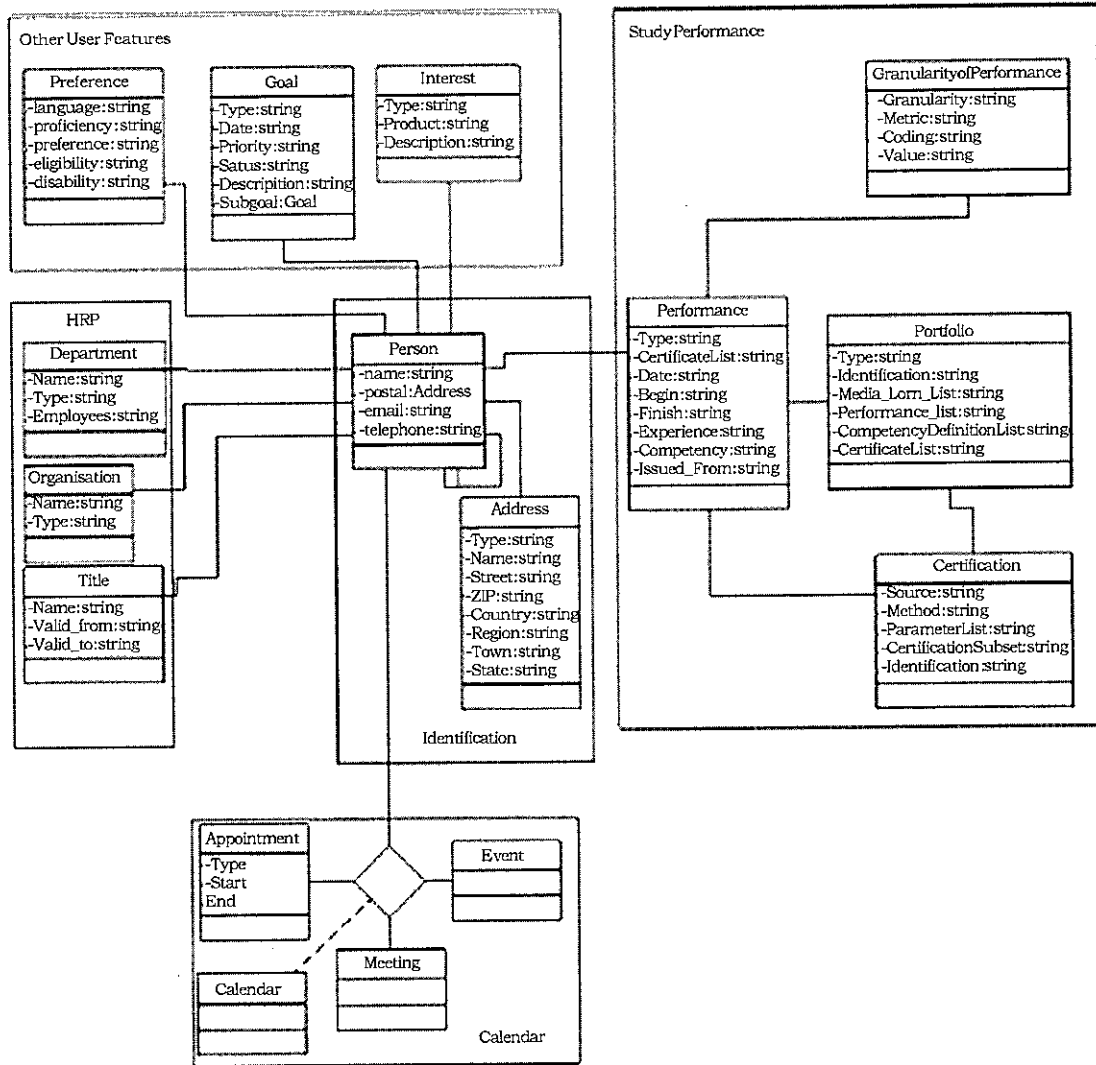 Other User Features
Preference
-language:string
-proficiency:string
-preference:string
-eligibility:string
-disability:string
Goal
-Type:string
-Date:string
-Priority:string
-Satus:string
-Descripition:string
-Subgoal:Goal
Interest
-Type:string
-Product:string
-Description:string
Study Performance
GranularityofPerformance
-Granularity:string
-Metric:string
-Coding:string
-Value:string
HRP
Department
-Name:string
-Type:string
-Employees:string
Organisation
-Name:string
-Type:string
Title
-Name:string
-Valid_from:string
-Valid_to:string
Person
-name:string
-postal:Address
-email:string
-telephone:string
Address
-Type:string
-Name:string
-Street:string
-ZIP:string
-Country:string
-Region:string
-Town:string
-State:string
Identification
Performance
-Type:string
-CertificateList:string
-Date:string
-Begin:string
-Finish:string
-Experience:string
-Competency:string
-Issued_From:string
Portfolio
-Type:string
-Identification:string
-Media_Lorn_List:string
-Performance_list:string
-CompetencyDefinitionList:string
-CertificateList:string
Certification
-Source:string
-Method:string
-ParameterList:string
-CertificationSubset:string
-Identification:string
Appointment
-Type
-Start
End
Event
Meeting
Calendar
Calendar